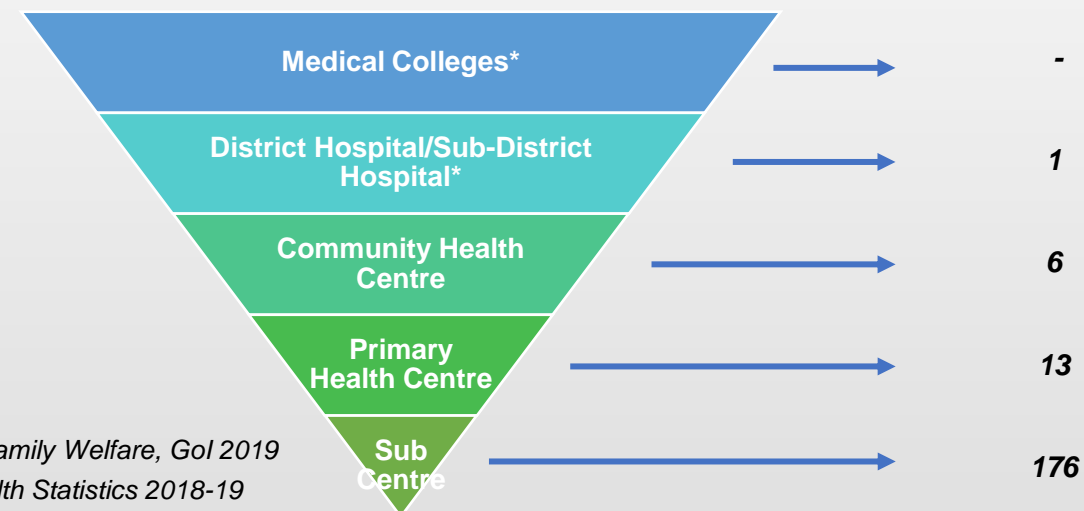 Medical Colleges*
-
District Hospital/Sub-District
Hospital*
1
Community Health
Centre
6
Primary
Health Centre
13
Sub
Centre
176
amily Welfare, GoI 2019
lth Statistics 2018-19